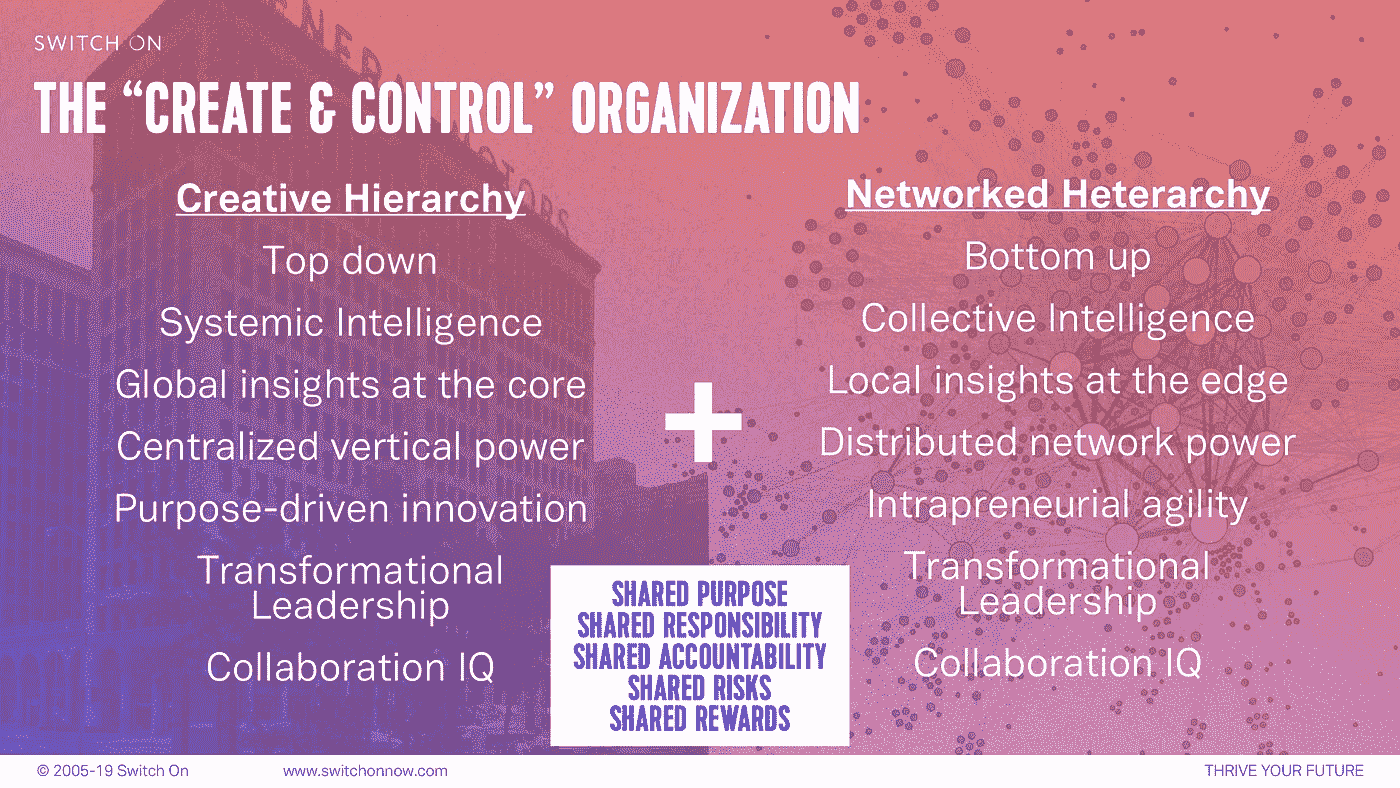 SWITCH ON
THE “CREATE & CONTROL” ORGANIZATION
GENERAL MOTORS
Creative Hierarchy
Top down
Systemic Intelligence
Global insights at the core
Centralized vertical power
Purpose-driven innovation
Transformational
Leadership
Collaboration IQ
+
Networked Heterarchy
Bottom up
Collective Intelligence
Local insights at the edge
Distributed network power
Intrapreneurial agility
Transformational
Leadership
Collaboration IQ
SHARED PURPOSE
SHARED RESPONSIBILITY
SHARED ACCOUNTABILITY
SHARED RISKS
SHARED REWARDS
© 2005-19 Switch On
www.switchonnow.com
THRIVE YOUR FUTURE